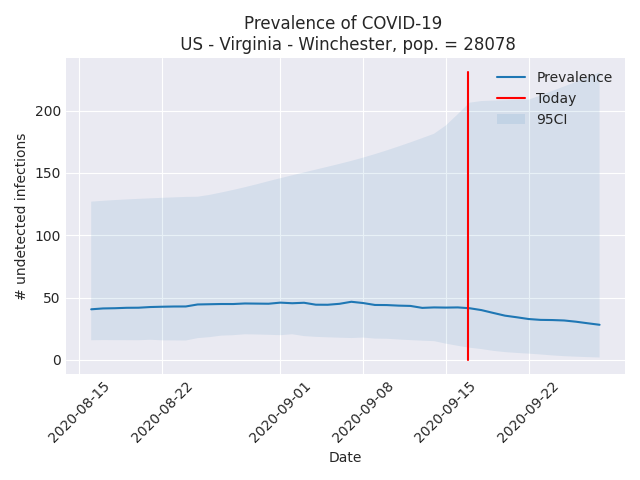 Prevalence of COVID-19
US - Virginia - Winchester, pop. = 28078
Prevalence
Today
95CI
# undetected infections
200
150
100
50
0
2020-08-15
2020-08-22
2020-09-01
2020-09-08
2020-09-15
2020-09-22
Date